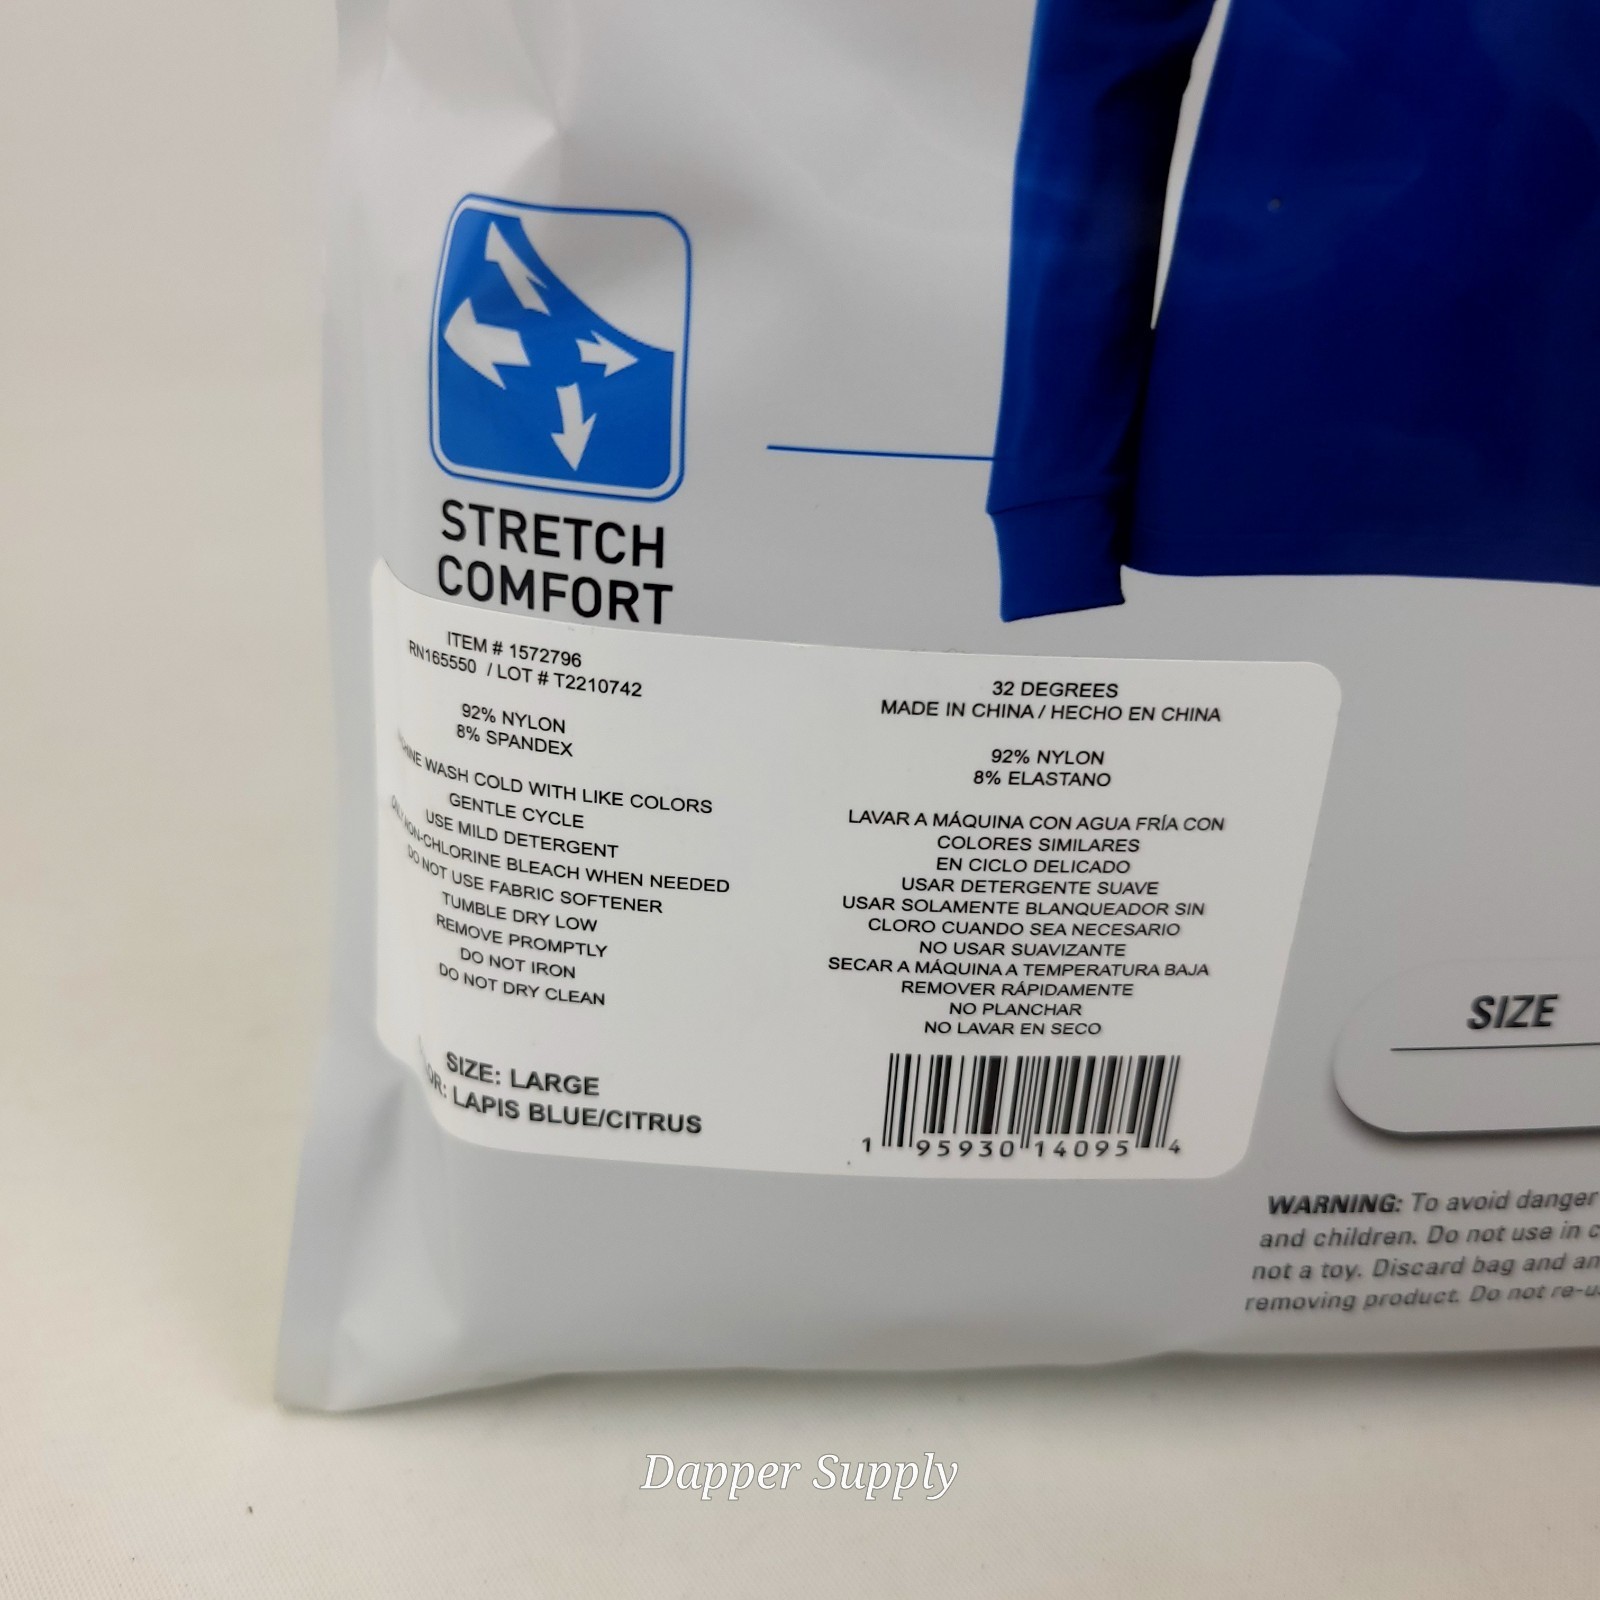 STRETCH
COMFORT
ITEM # 1572796
RN165550 / LOT # T2210742
92% NYLON
8% SPANDEX
WASH COLD WITH LIKE COLORS
GENTLE CYCLE
USE MILD DETERGENT
ONLY NON-CHLORINE BLEACH WHEN NEEDED
DO NOT USE FABRIC SOFTENER
TUMBLE DRY LOW
REMOVE PROMPTLY
DO NOT IRON
DO NOT DRY CLEAN
SIZE: LARGE
LAPIS BLUE/CITRUS
32 DEGREES
MADE IN CHINA / HECHO EN CHINA
92% NYLON
8% ELASTANO
LAVAR A MÁQUINA CON AGUA FRÍA CON
COLORES SIMILARES
EN CICLO DELICADO
USAR DETERGENTE SUAVE
USAR SOLAMENTE BLANQUEADOR SIN
CLORO CUANDO SEA NECESARIO
NO USAR SUAVIZANTE
SECAR A MÁQUINA A TEMPERATURA BAJA
REMOVER RÁPIDAMENTE
NO PLANCHAR
NO LAVAR EN SECO
1 95930 14095 4
SIZE
WARNING: To avoid danger
and children. Do not use in
not a toy. Discard bag and
removing product. Do not
Dapper Supply